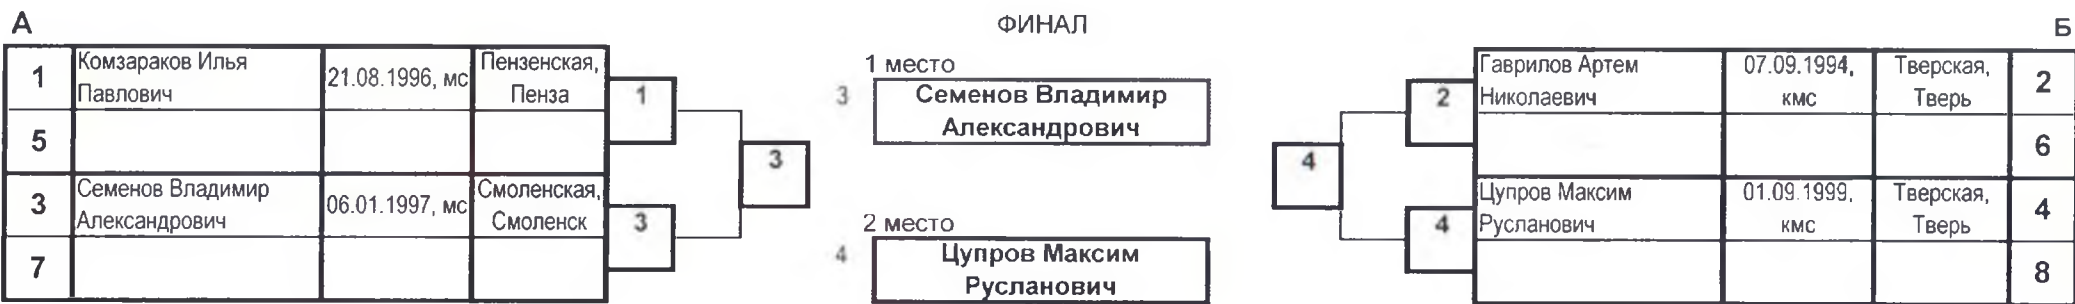 А
ФИНАЛ
Б
1
Комзараков Илья
Павлович
21.08.1996, мс
Пензенская,
Пенза
5
3
Семенов Владимир
Александрович
06.01.1997, мс
Смоленская,
Смоленск
7
1
3
3
1 место
3
Семенов Владимир
Александрович
2 место
4
Цупров Максим
Русланович
4
2
4
Гаврилов Артем
Николаевич
07.09.1994,
кмс
Тверская,
Тверь
2
6
Цупров Максим
Русланович
01.09.1999,
кмс
Тверская,
Тверь
4
8